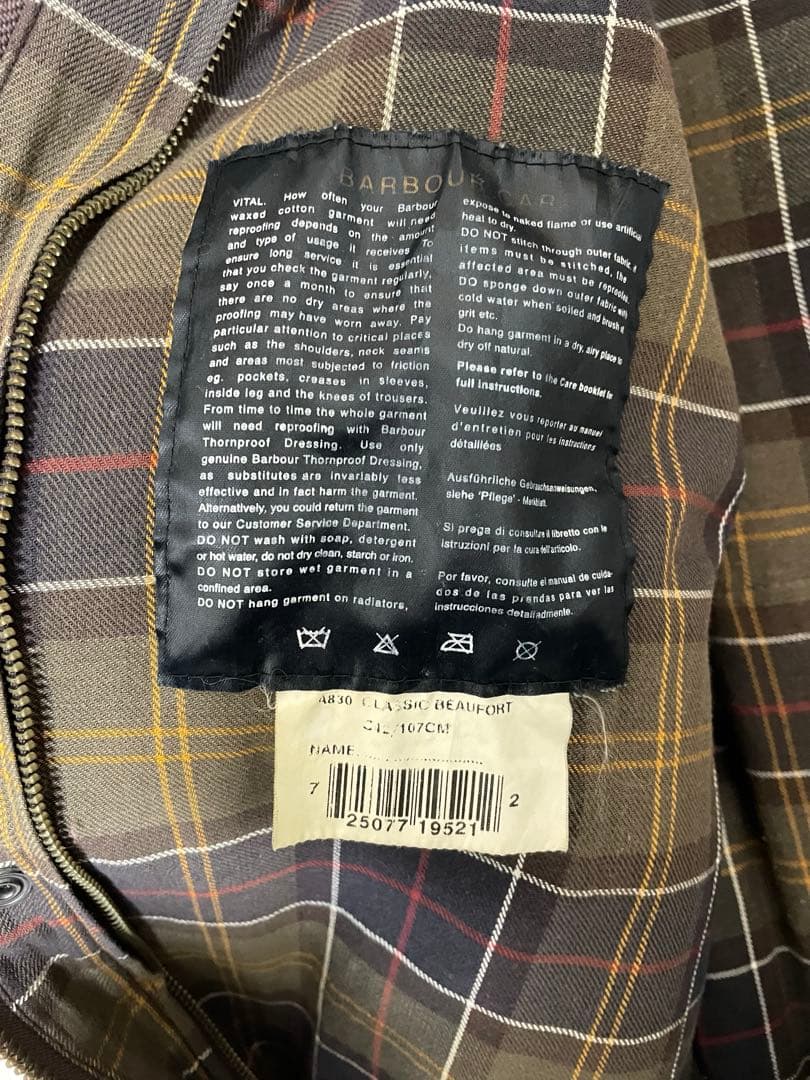 BARBOUR CAR
VITAL. How often your Barbour
waxed cotton garment will need
reproofing depends on the amount
and type of usage it receives To
ensure long service it is essential
that you check the garment regularly,
say once a month to ensure that
there are no dry areas where the
proofing may have worn away. Pay
particular attention to critical places
such as the shoulders, neck seams
and areas most subjected to friction
eg. pockets, creases in sleeves,
inside leg and the knees of trousers.
From time to time the whole garment
will need reproofing with Barbour
Thornproof Dressing. Use only
genuine Barbour Thornproof Dressing,
as substitutes are invariably less
effective and in fact harm the garment.
Alternatively, you could return the garment
to our Customer Service Department.
DO NOT wash with soap, detergent
or hot water, do not dry clean, starch or iron.
DO NOT store wet garment in a
confined area.
DO NOT hang garment on radiators,
expose to naked flame or use artificial
heat to dry.
DO NOT stitch through outer fabric, if
items must be stitched, the
affected area must be reproofed.
DO sponge down outer fabric with
cold water when soiled and brush off
grit etc.
Do hang garment in a dry, airy place to
dry off natural.
Please refer to the Care booklet for
full instructions.
Veuillez vous reporter au manuel
d'entretien pour les instructions
détaillées
Ausführliche Gebrauchsanweisungen,
siehe 'Pflege' - Merkblatt.
Si prega di consultare il libretto con le
istruzioni per la cura dell'articolo.
Por favor, consulte el manual de cuida-
dos de las prendas para ver las
instrucciones detalladmente.
A830 CLASSIC BEAUFORT
C42/107CM
NAME
7 25077 19521 2